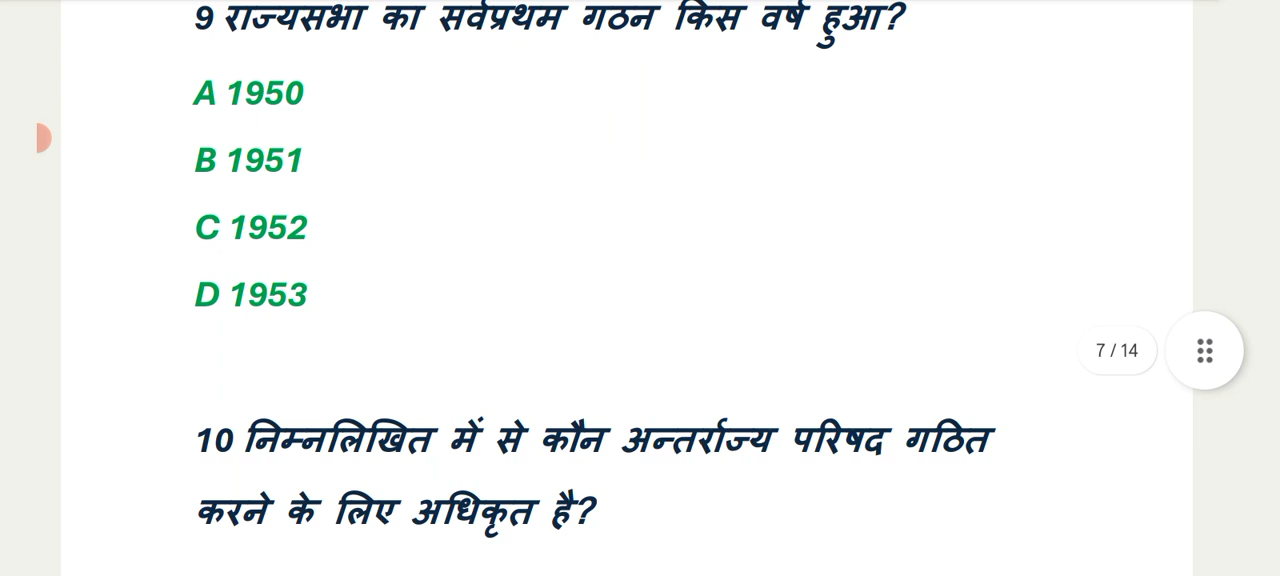 9 राज्यसभा का सर्वप्रथम गठन किस वर्ष हुआ?
A 1950
B 1951
C 1952
D 1953
7 / 14
10 निम्नलिखित में से कौन अन्तर्राज्य परिषद गठित
करने के लिए अधिकृत है?